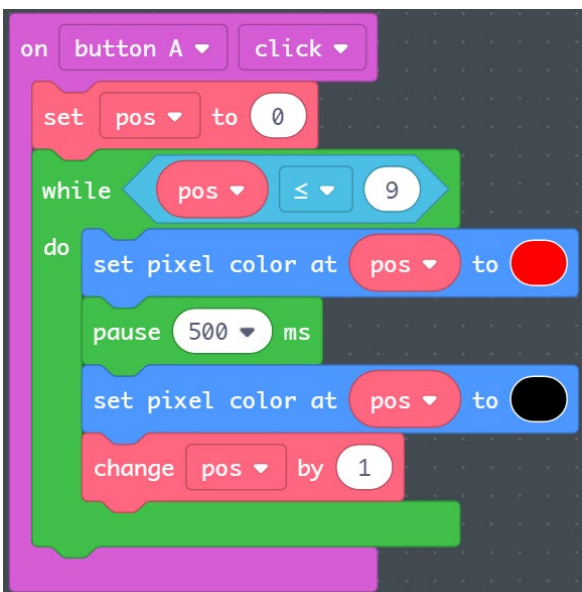 on button A click
set pos to 0
while pos ≤ 9
do
set pixel color at pos to
pause 500 ms
set pixel color at pos to
change pos by 1